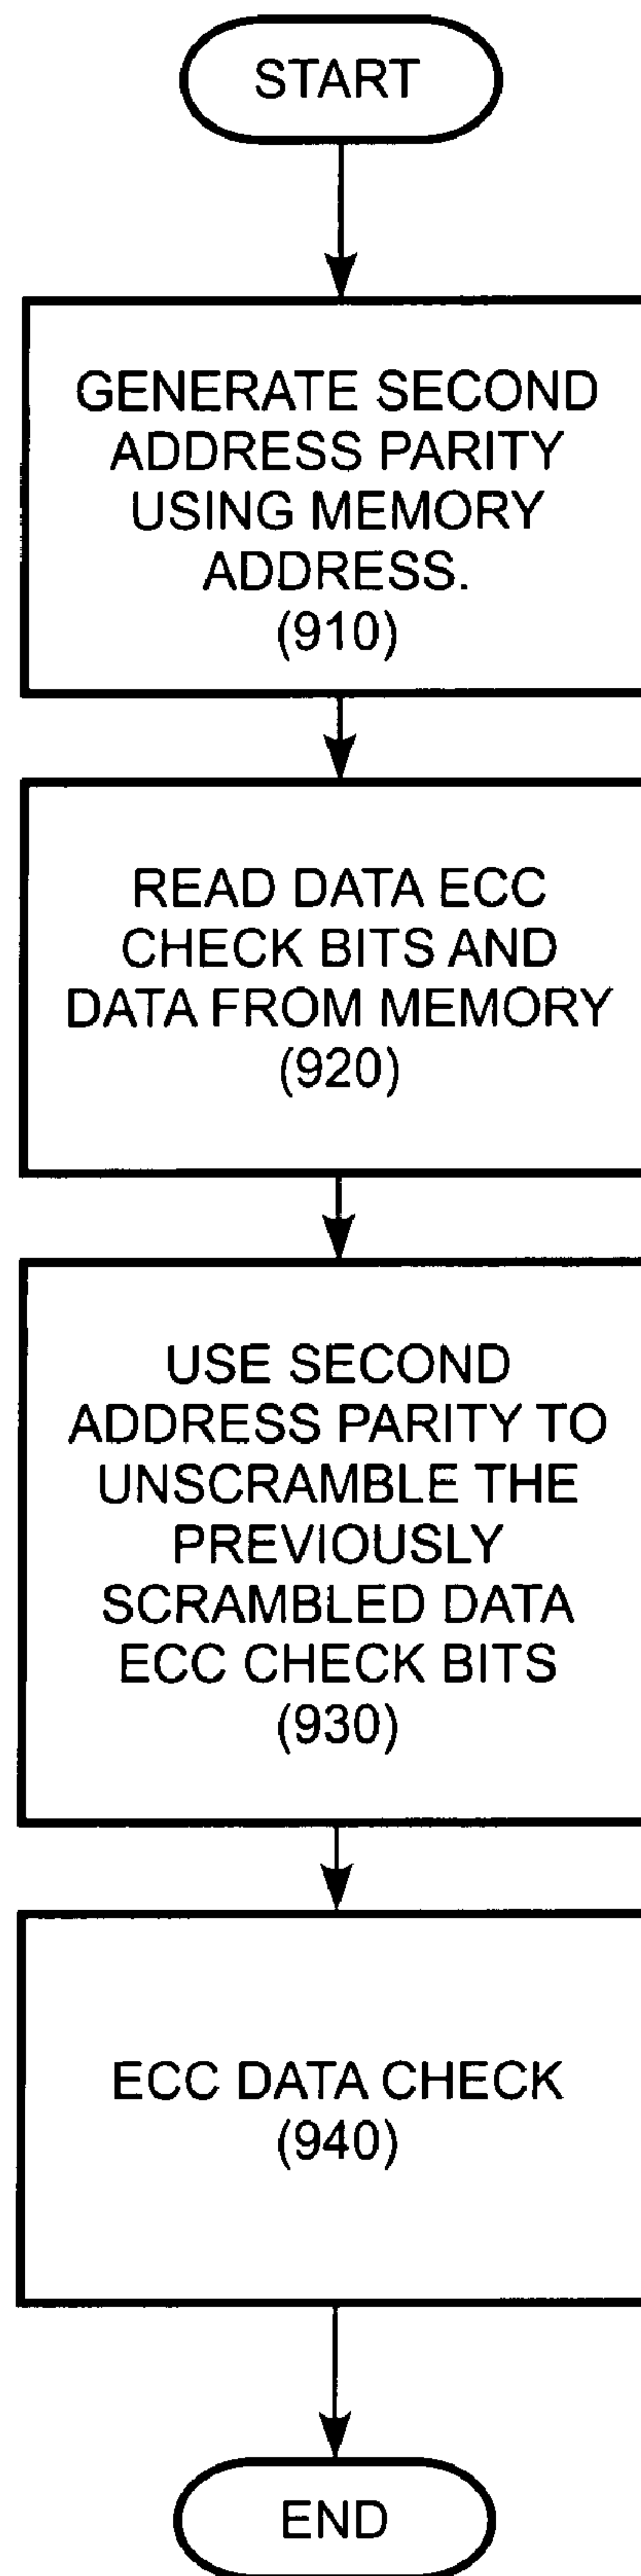 START
GENERATE SECOND
ADDRESS PARITY
USING MEMORY
ADDRESS.
(910)
READ DATA ECC
CHECK BITS AND
DATA FROM MEMORY
(920)
USE SECOND
ADDRESS PARITY TO
UNSCRAMBLE THE
PREVIOUSLY
SCRAMBLED DATA
ECC CHECK BITS
(930)
ECC DATA CHECK
(940)
END